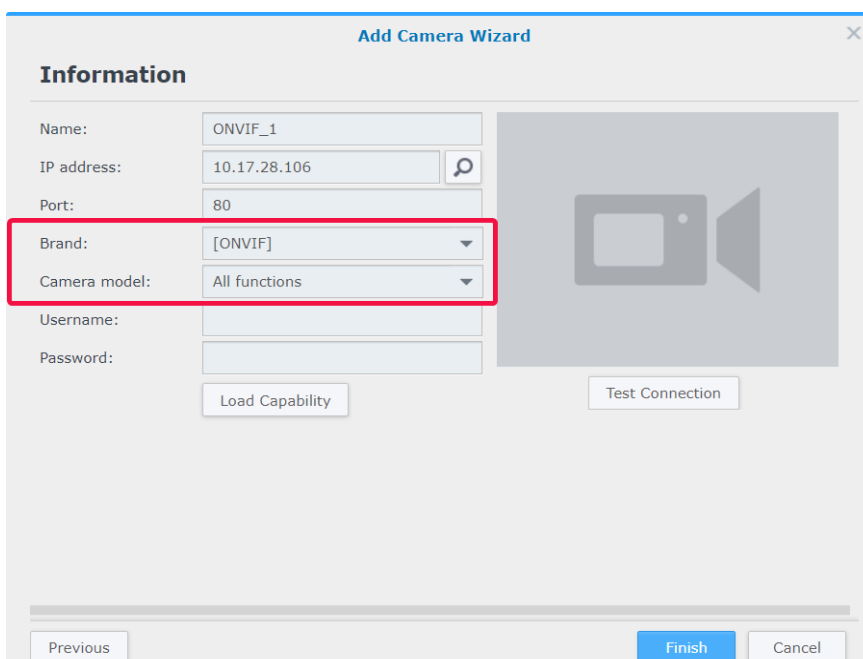 Add Camera Wizard
Information
Name: ONVIF_1
IP address: 10.17.28.106
Port: 80
Brand: [ONVIF]
Camera model: All functions
Username:
Password:
Load Capability
Test Connection
Previous
Finish
Cancel